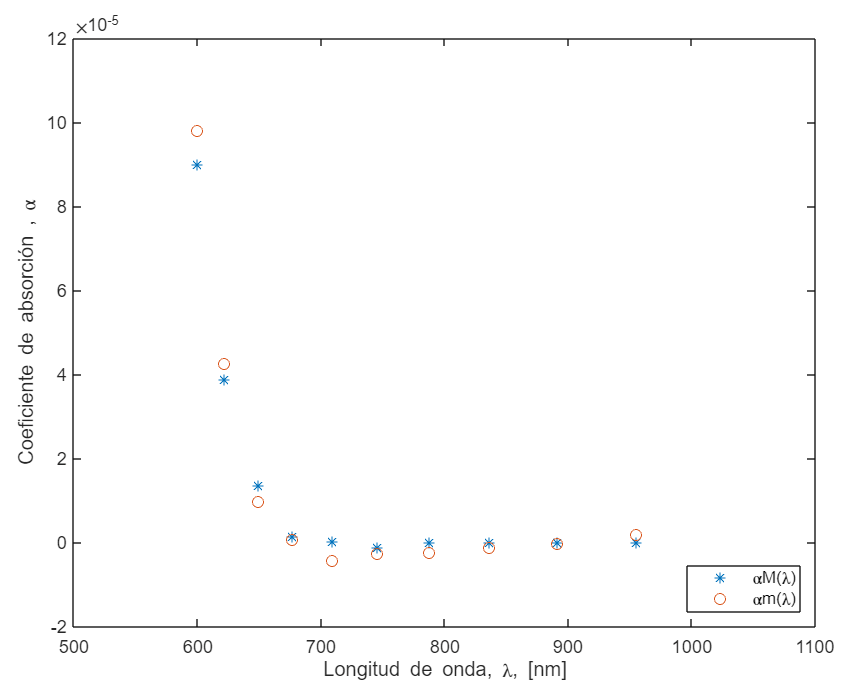 ×10-5
12
10
8
6
4
2
0
-2
500 600 700 800 900 1000 1100
Coeficiente de absorción , α
Longitud de onda, λ, [nm]
αM(λ)
αm(λ)